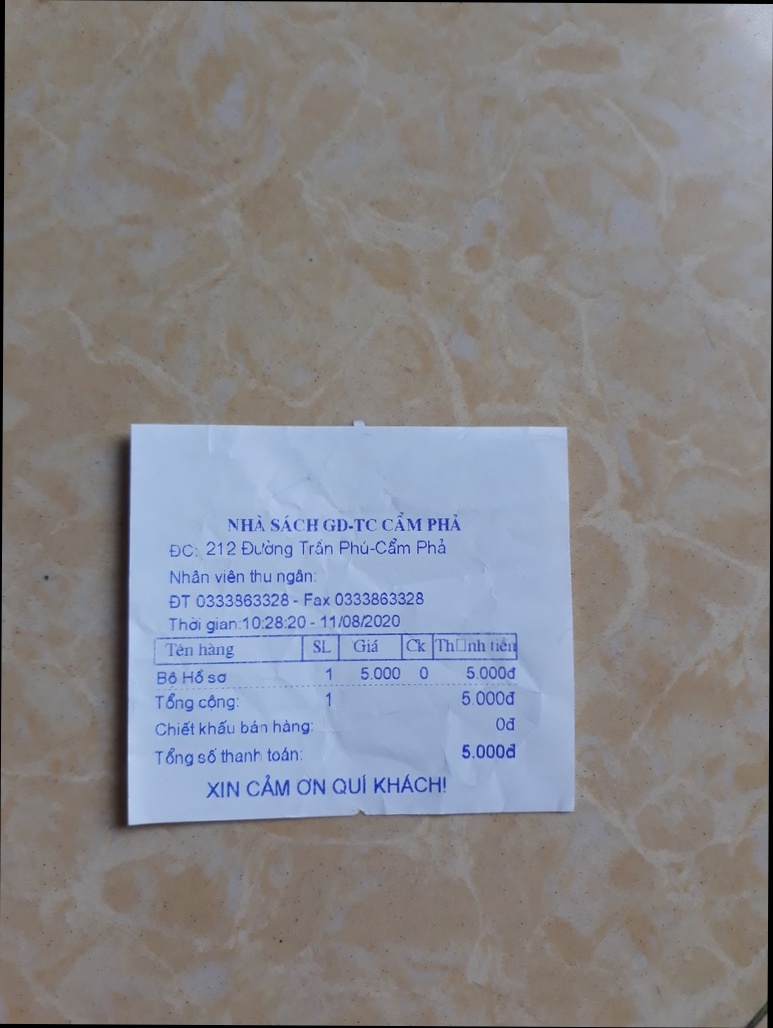 NHÀ SÁCH GD-TC CẨM PHẢ
ĐC: 212 Đường Trần Phú-Cẩm Phả
Nhân viên thu ngân:
ĐT 0333863328 - Fax 0333863328
Thời gian:10:28:20 - 11/08/2020
Tên hàng SL Giá Ck Th□nh tiền
Bộ Hồ sơ 1 5.000 0 5.000đ
Tổng cộng: 1 5.000đ
Chiết khấu bán hàng: 0đ
Tổng số thanh toán: 5.000đ
XIN CẢM ƠN QUÍ KHÁCH!